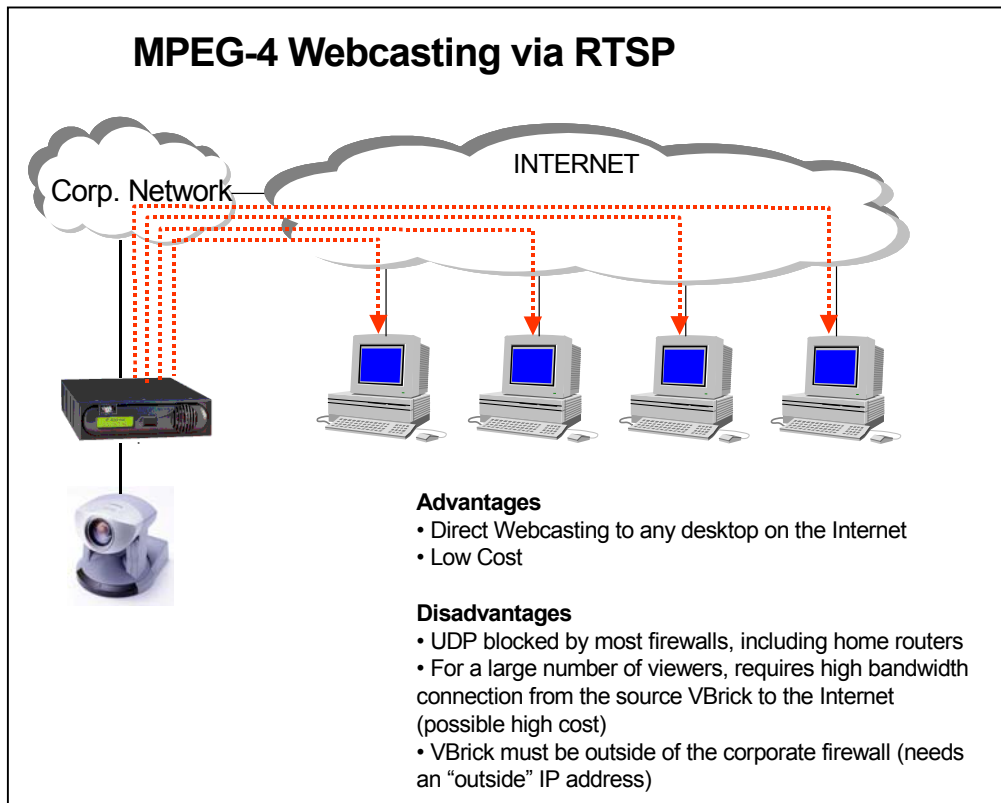 MPEG-4 Webcasting via RTSP
INTERNET
Corp. Network
Advantages
• Direct Webcasting to any desktop on the Internet
• Low Cost
Disadvantages
• UDP blocked by most firewalls, including home routers
• For a large number of viewers, requires high bandwidth
connection from the source VBrick to the Internet
(possible high cost)
• VBrick must be outside of the corporate firewall (needs
an “outside” IP address)